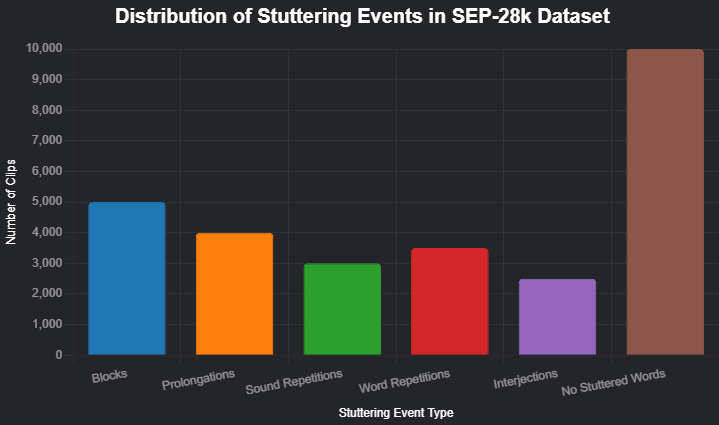 Distribution of Stuttering Events in SEP-28k Dataset
10,000
9,000
8,000
7,000
6,000
5,000
4,000
3,000
2,000
1,000
0
Number of Clips
Blocks
Prolongations
Sound Repetitions
Word Repetitions
Interjections
No Stuttered Words
Stuttering Event Type